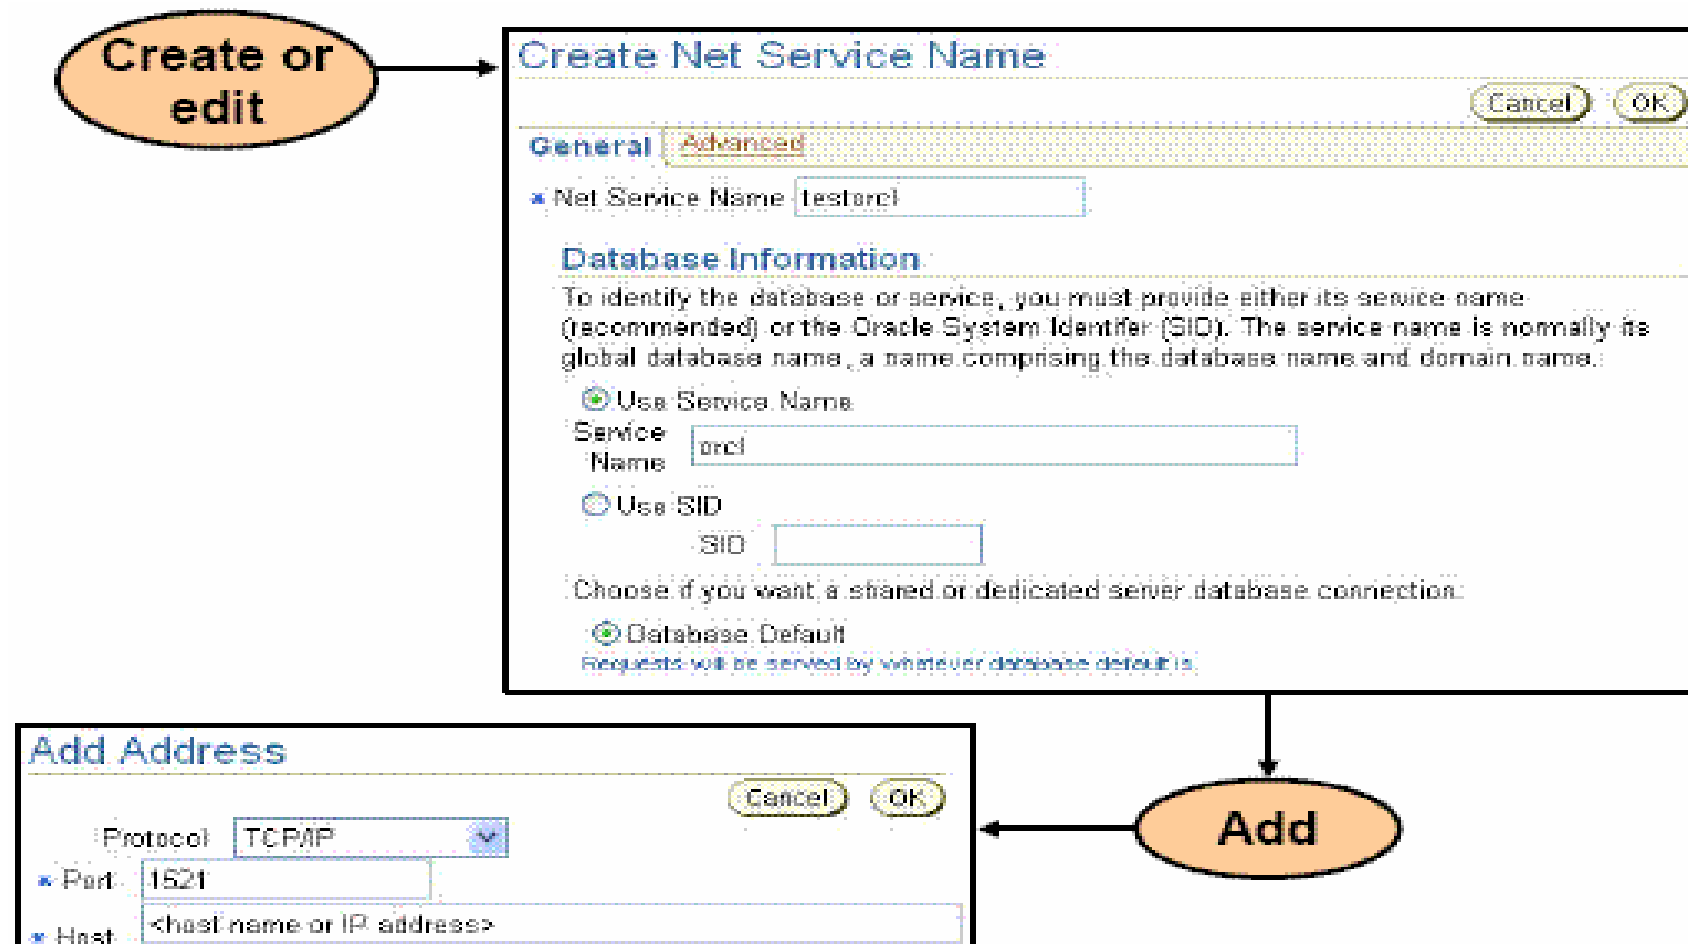 Create or
edit
Create Net Service Name
Cancel OK
General Advanced
* Net Service Name testorcl
Database Information
To identify the database or service, you must provide either its service name
(recommended) or the Oracle System Identifer (SID). The service name is normally its
global database name, a name comprising the database name and domain name.
Use Service Name
Service
Name
orcl
Use SID
SID
Choose if you want a shared or dedicated server database connection.
Database Default
Requests will be served by whatever database default is.
Add Address
Cancel OK
Protocol TCP/IP
* Port 1521
* Host <host name or IP address>
Add